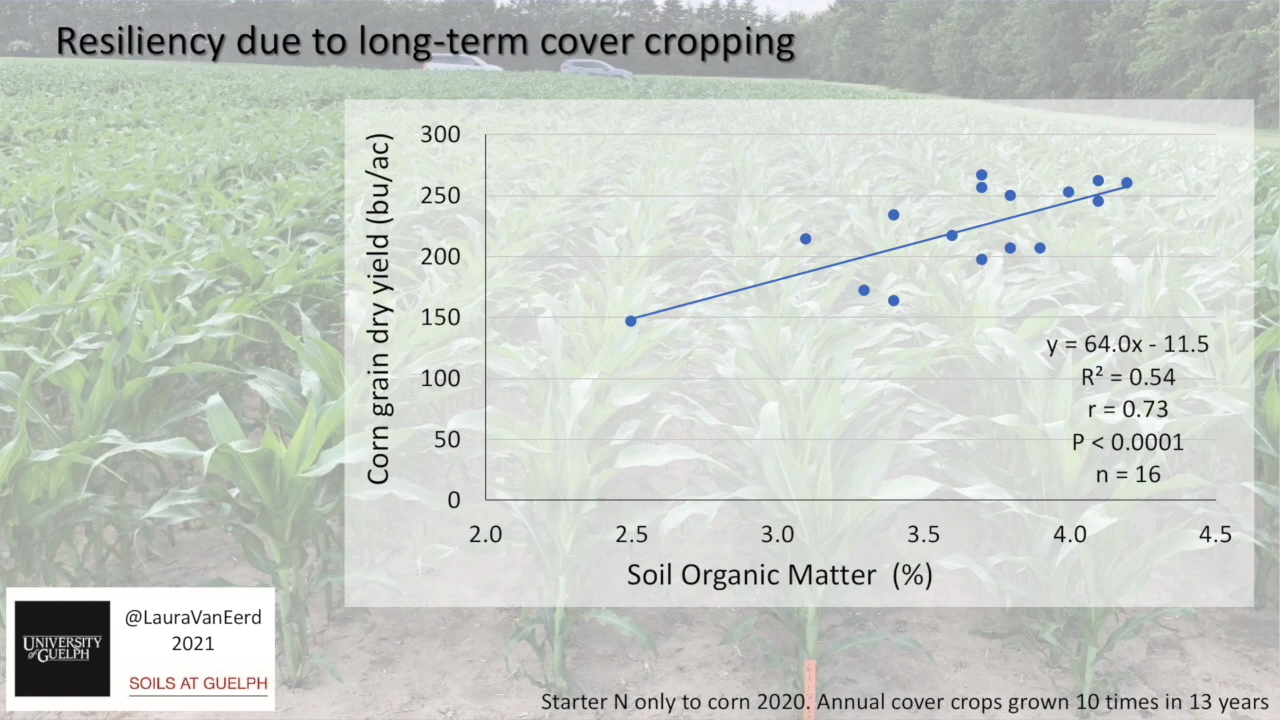 Resiliency due to long-term cover cropping
Corn grain dry yield (bu/ac)
300
250
200
150
100
50
0
2.0 2.5 3.0 3.5 4.0 4.5
Soil Organic Matter (%)
y = 64.0x - 11.5
R² = 0.54
r = 0.73
P < 0.0001
n = 16
UNIVERSITY
of GUELPH
@LauraVanEerd
2021
SOILS AT GUELPH
Starter N only to corn 2020. Annual cover crops grown 10 times in 13 years